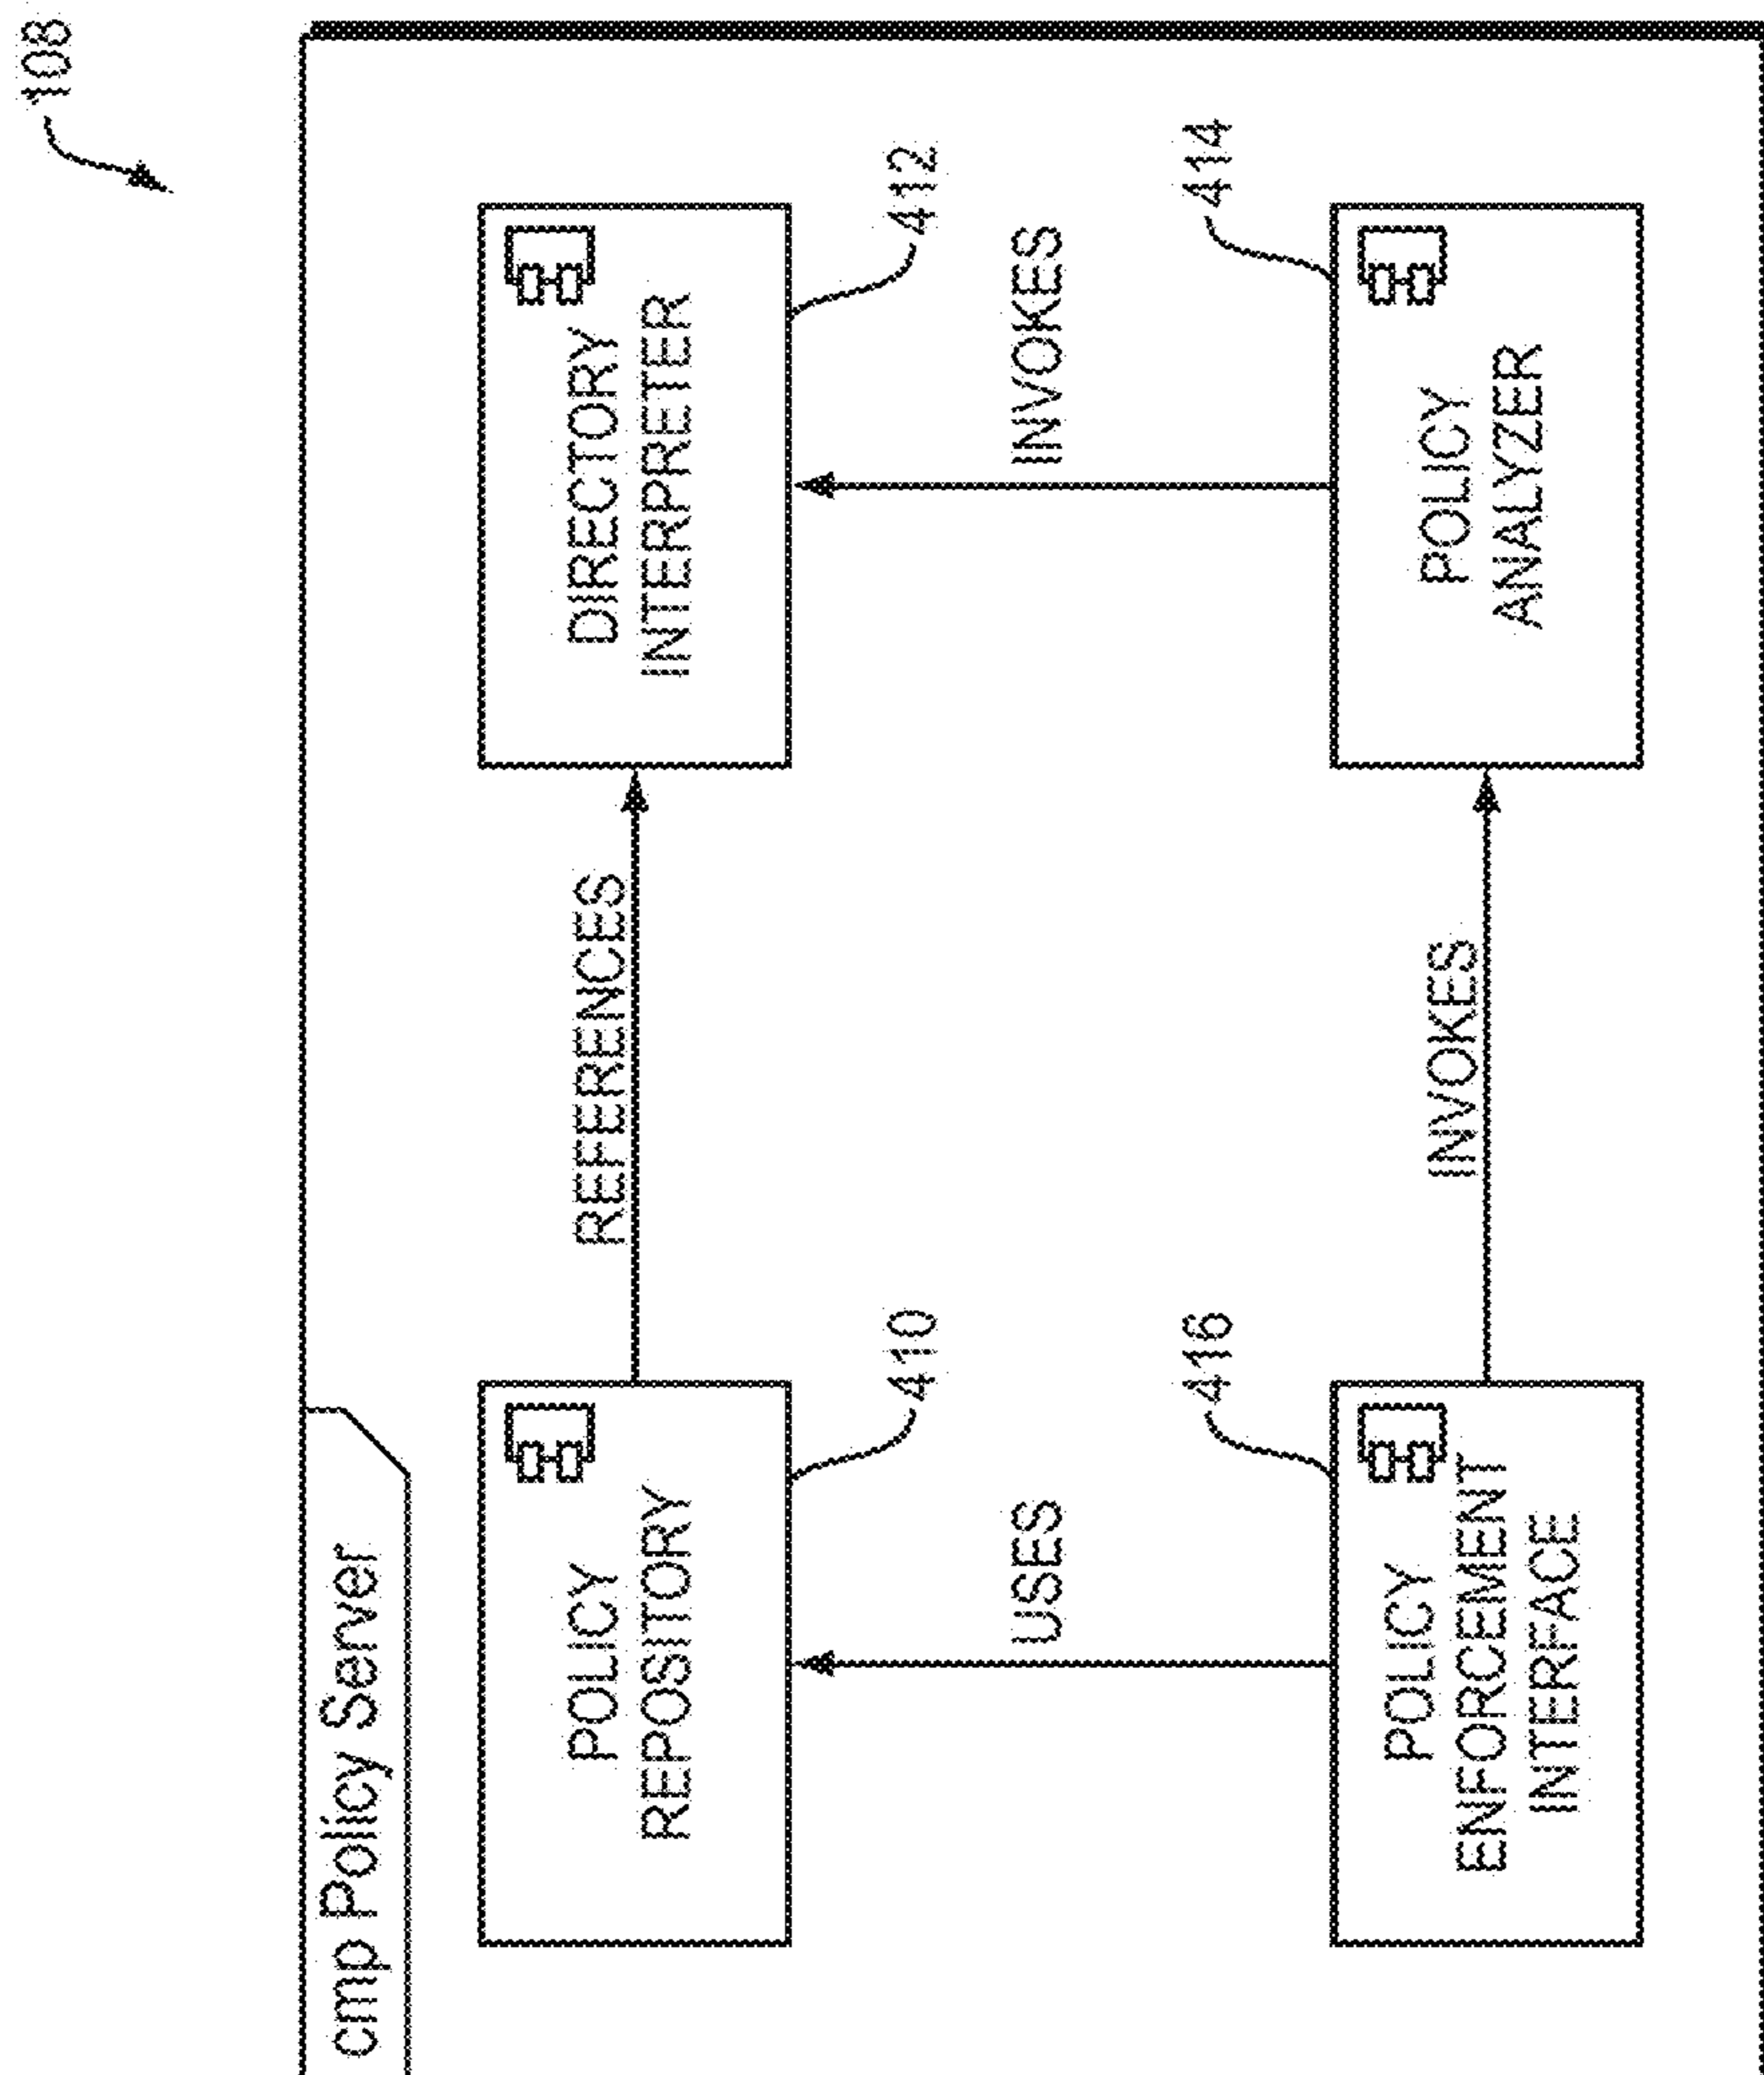 108
cmp Policy Server
POLICY
REPOSITORY
410
REFERENCES
DIRECTORY
INTERPRETER
412
USES
INVOKES
416
POLICY
ENFORCEMENT
INTERFACE
INVOKES
414
POLICY
ANALYZER